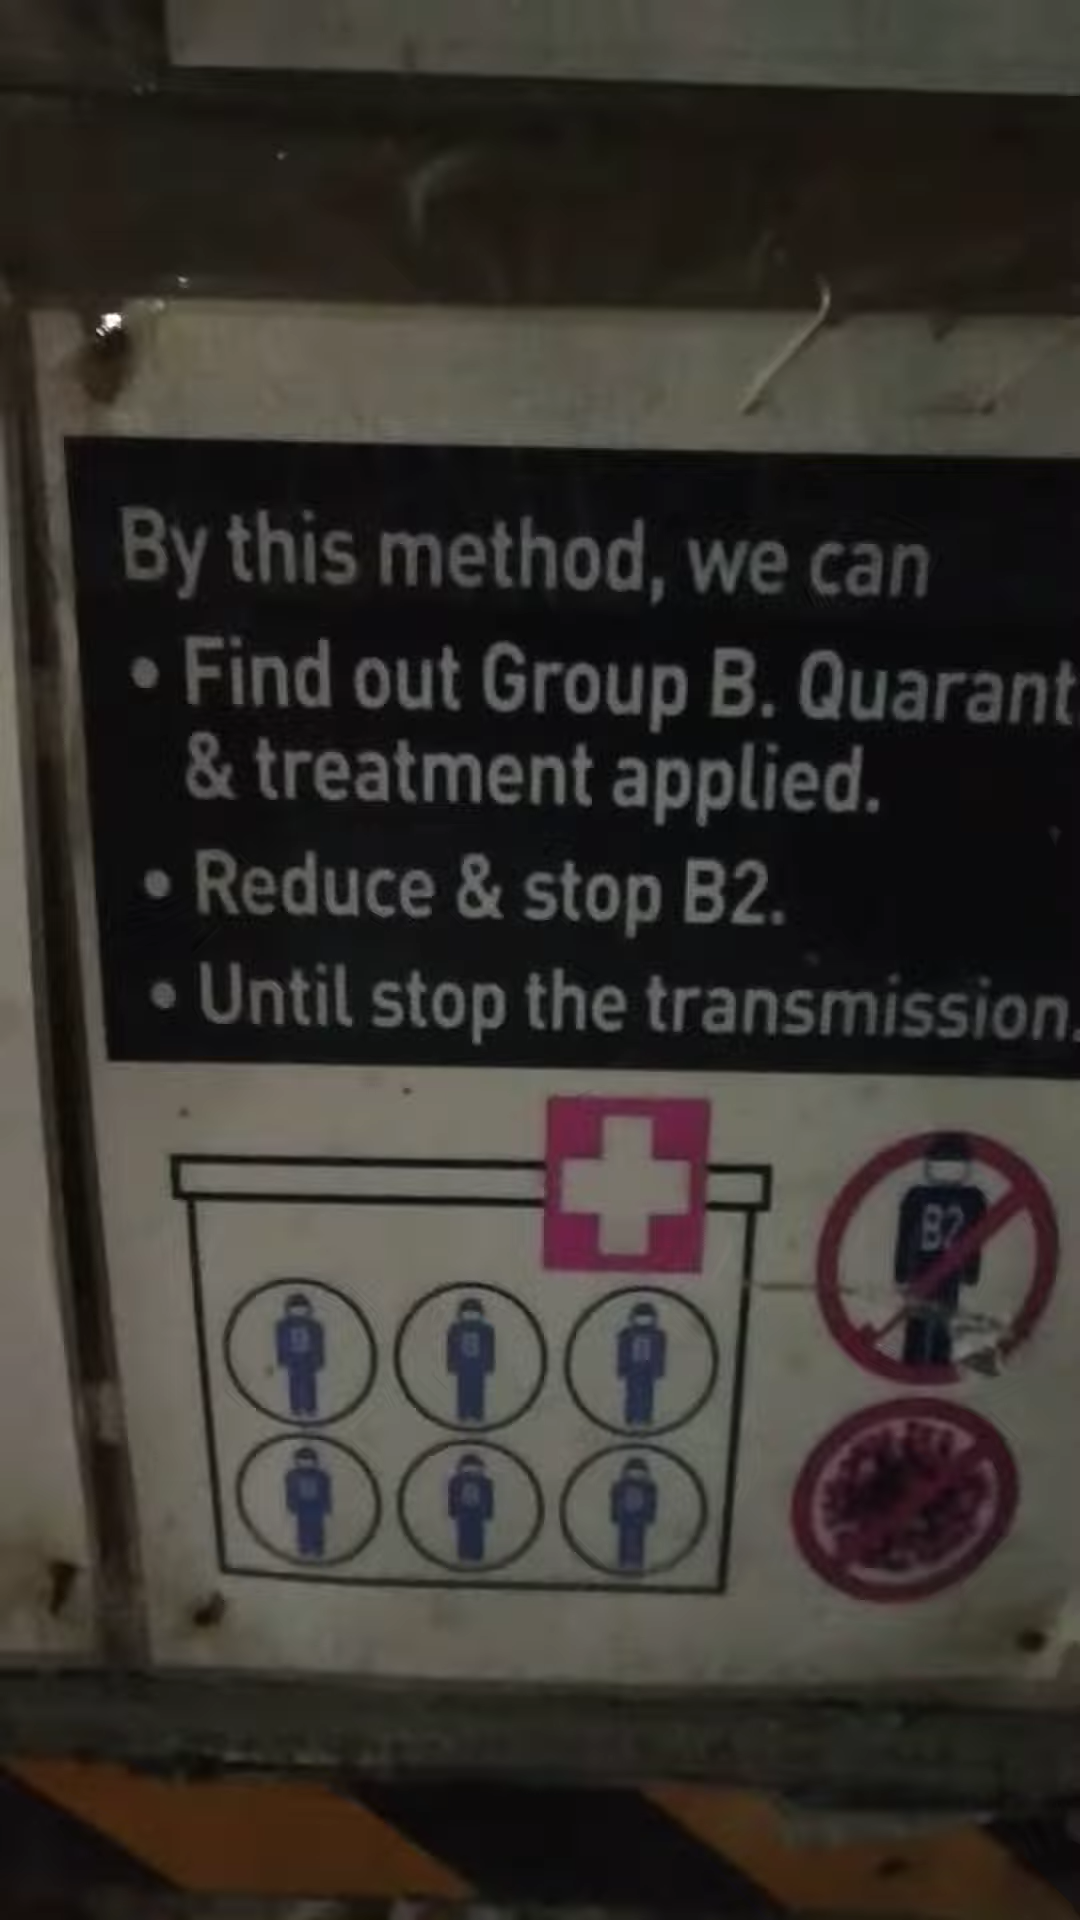 By this method, we can
• Find out Group B. Quarant
& treatment applied.
• Reduce & stop B2.
• Until stop the transmission.
B2
B B B
B B B